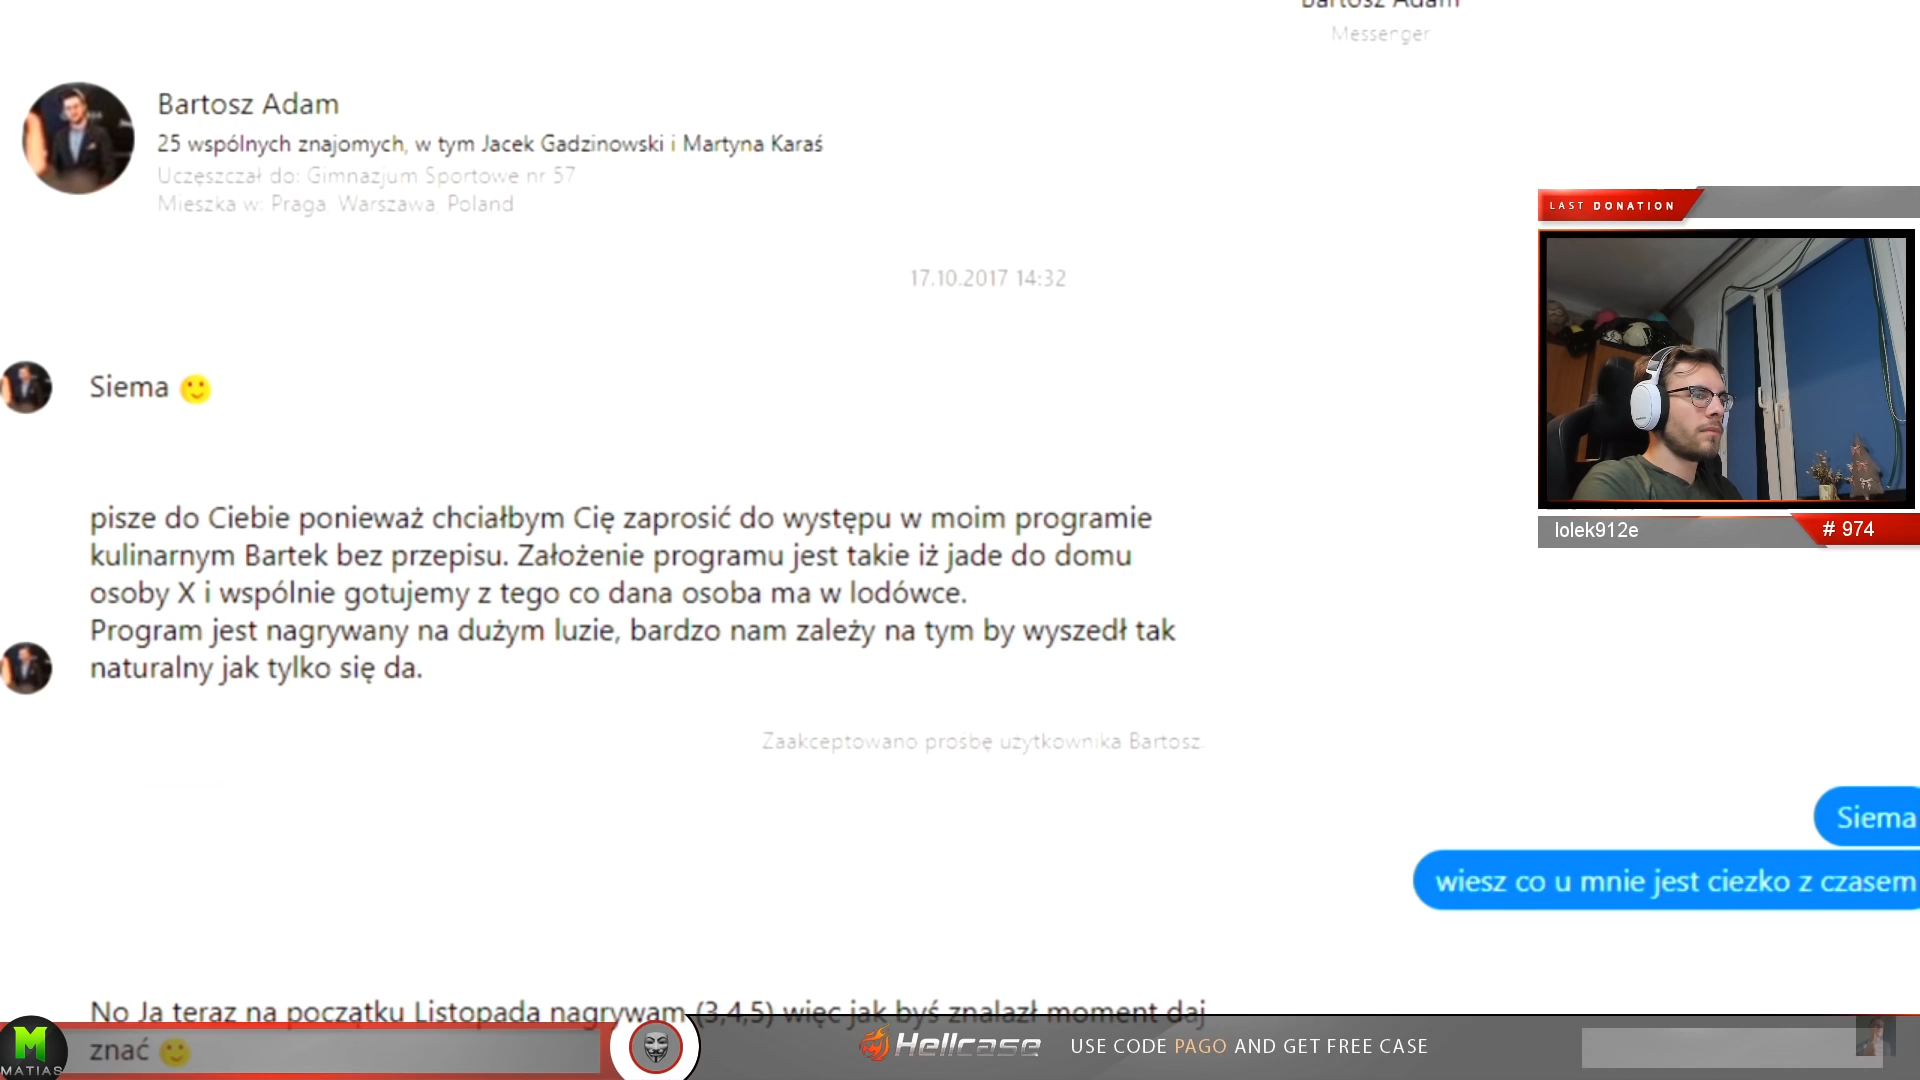 Bartosz Adam
Messenger
Bartosz Adam
25 wspólnych znajomych, w tym Jacek Gadzinowski i Martyna Karaś
Uczęszczał do: Gimnazjum Sportowe nr 57
Mieszka w: Praga, Warszawa, Poland
LAST DONATION
17.10.2017 14:32
Siema
pisze do Ciebie ponieważ chciałbym Cię zaprosić do występu w moim programie
kulinarnym Bartek bez przepisu. Założenie programu jest takie iż jade do domu
osoby X i wspólnie gotujemy z tego co dana osoba ma w lodówce.
Program jest nagrywany na dużym luzie, bardzo nam zależy na tym by wyszedł tak
naturalny jak tylko się da.
lolek912e
# 974
Zaakceptowano prośbę użytkownika Bartosz.
Siema
wiesz co u mnie jest ciezko z czasem
No Ja teraz na początku Listopada nagrywam (3,4,5) więc jak byś znalazł moment daj
znać
M
MATIAS
Hellcase
USE CODE PAGO AND GET FREE CASE